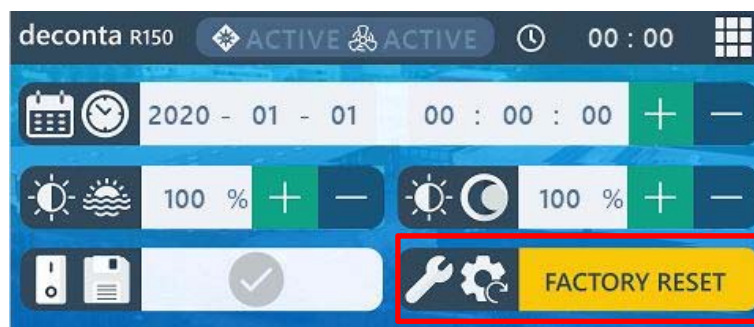 deconta R150 ACTIVE ACTIVE 00 : 00
2020 - 01 - 01 00 : 00 : 00 + −
100 % + − 100 % + −
FACTORY RESET